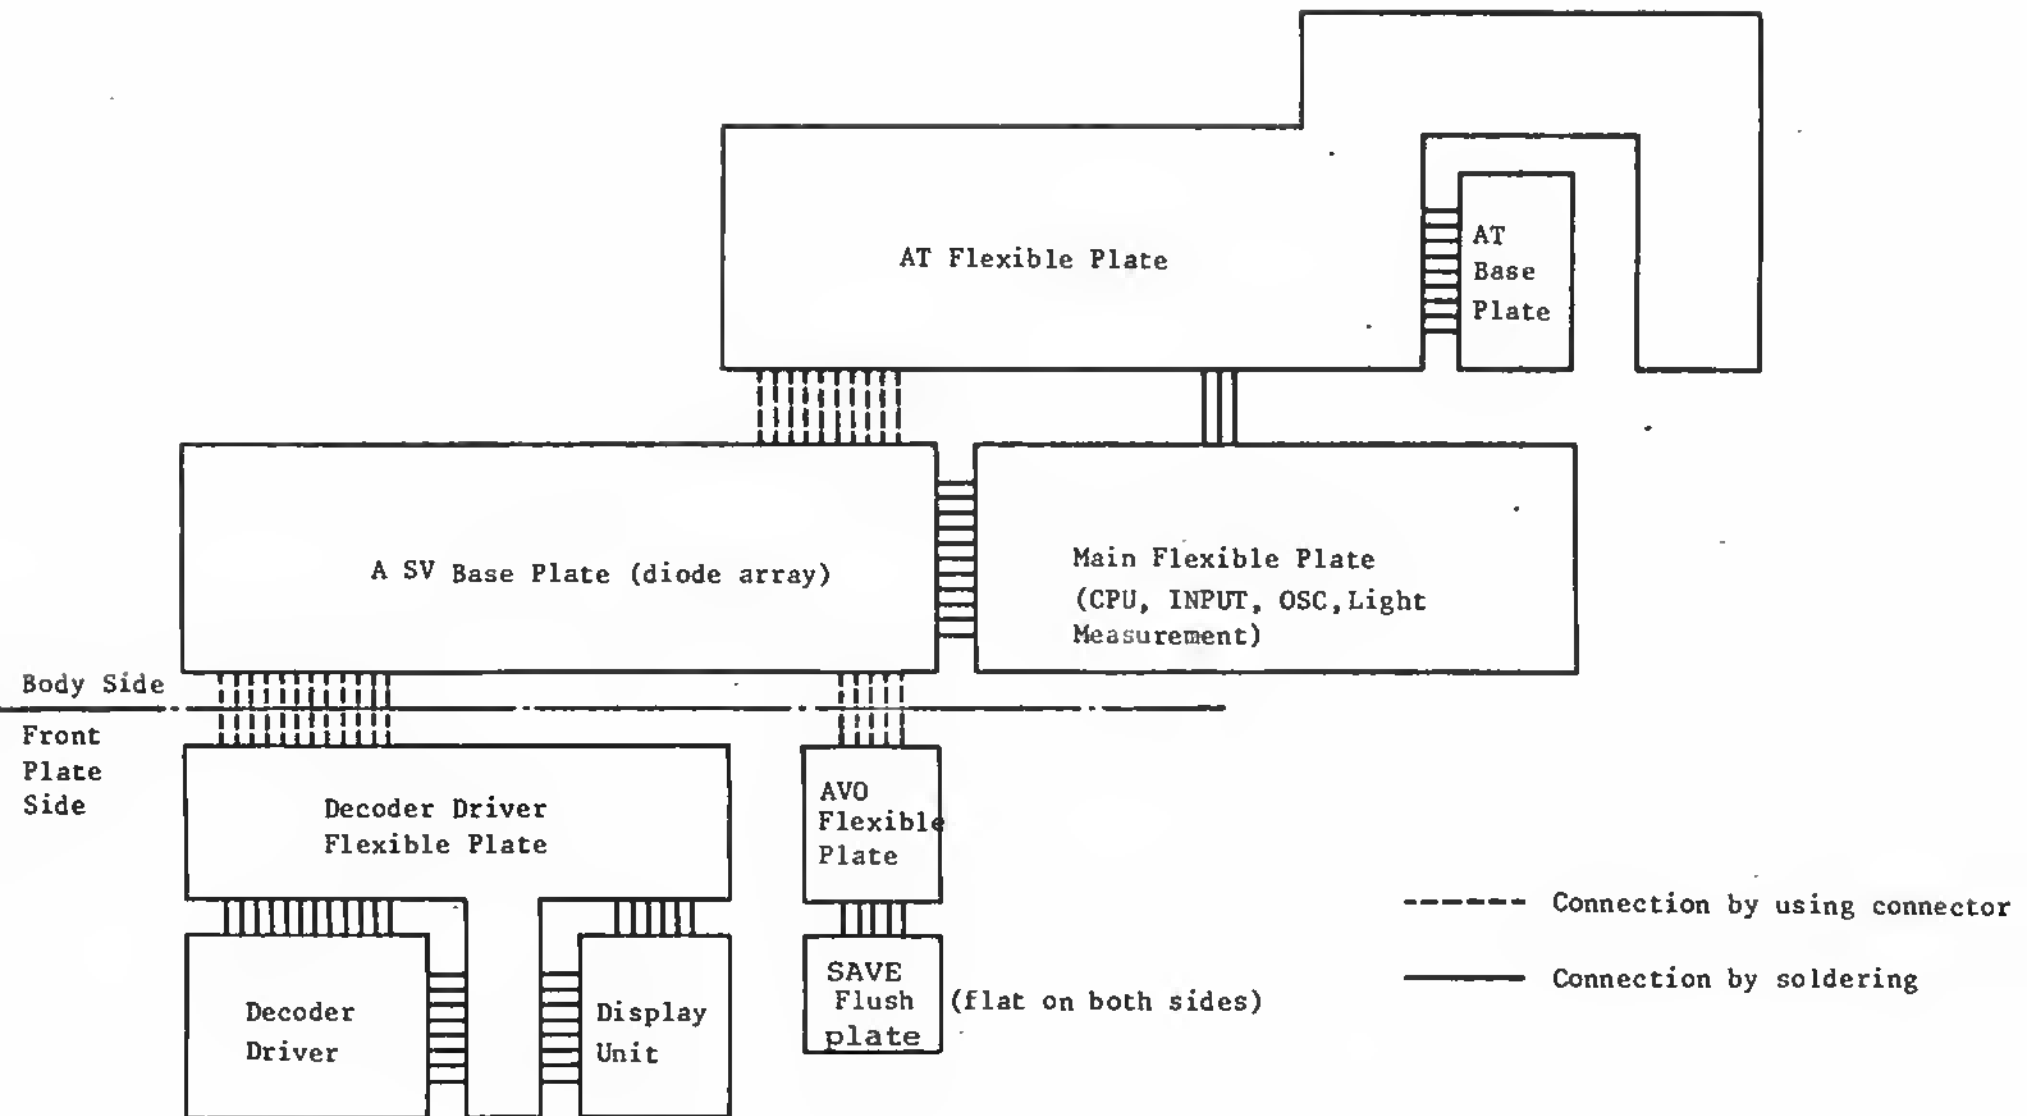 AT Flexible Plate
AT
Base
Plate
A SV Base Plate (diode array)
Main Flexible Plate
(CPU, INPUT, OSC, Light
Measurement)
Body Side
Front
Plate
Side
Decoder Driver
Flexible Plate
AVO
Flexible
Plate
Decoder
Driver
Display
Unit
SAVE
Flush
plate
(flat on both sides)
Connection by using connector
Connection by soldering